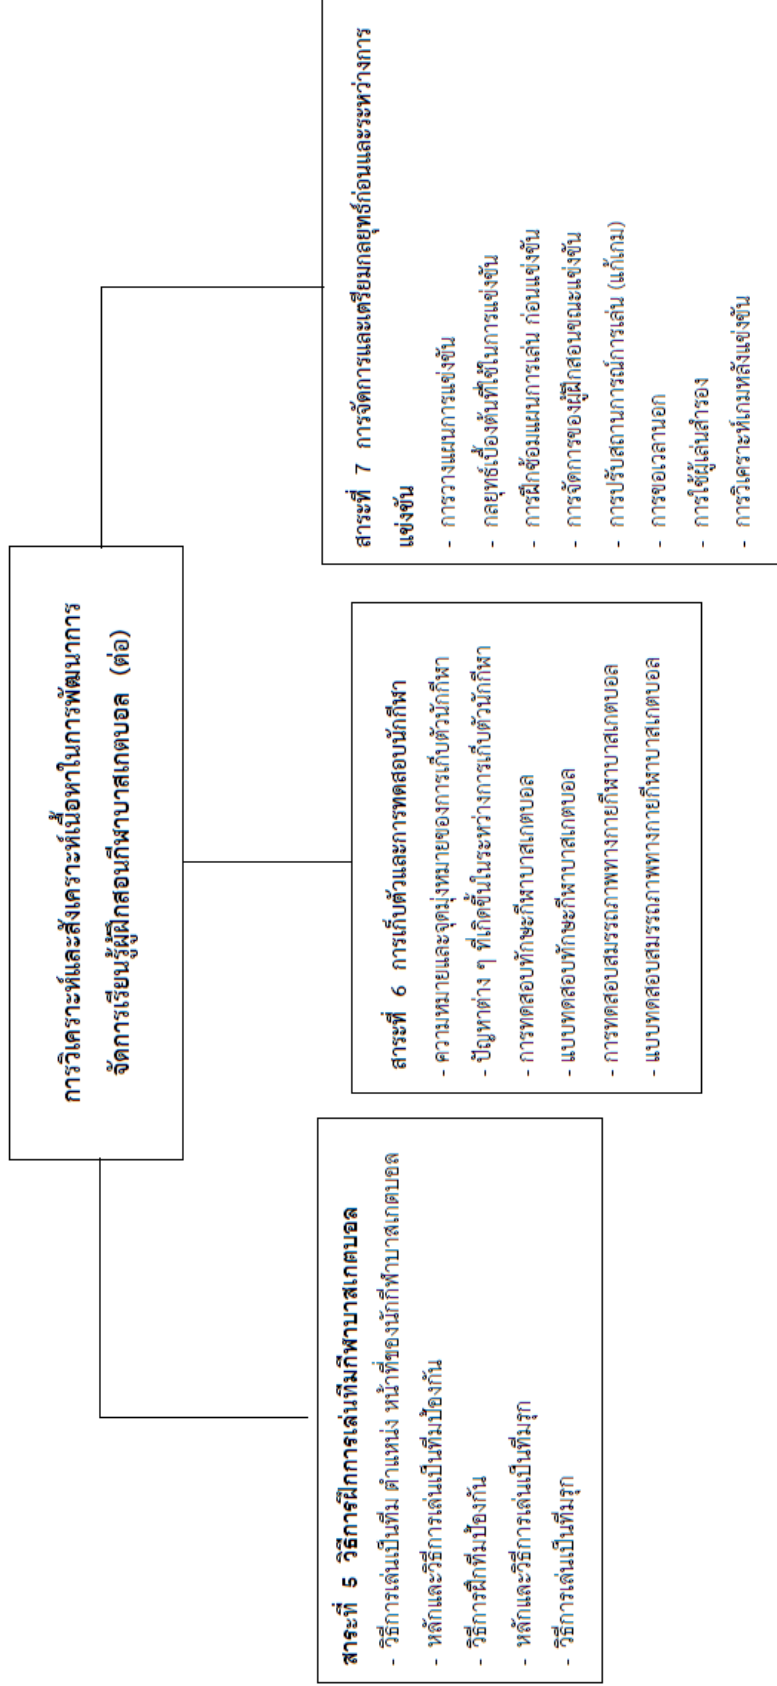 การวิเคราะห์และสังเคราะห์เนื้อหาในการพัฒนาการ
จัดการเรียนรู้ผู้ฝึกสอนกีฬาบาสเกตบอล (ต่อ)
สาระที่ 5 วิธีการฝึกการเล่นทีมกีฬาบาสเกตบอล
- วิธีการเล่นเป็นทีม ตำแหน่ง หน้าที่ของนักกีฬาบาสเกตบอล
- หลักและวิธีการเล่นเป็นทีมป้องกัน
- วิธีการฝึกทีมป้องกัน
- หลักและวิธีการเล่นเป็นทีมรุก
- วิธีการเล่นเป็นทีมรุก
สาระที่ 6 การเก็บตัวและการทดสอบนักกีฬา
- ความหมายและจุดมุ่งหมายของการเก็บตัวนักกีฬา
- ปัญหาต่าง ๆ ที่เกิดขึ้นในระหว่างการเก็บตัวนักกีฬา
- การทดสอบทักษะกีฬาบาสเกตบอล
- แบบทดสอบทักษะกีฬาบาสเกตบอล
- การทดสอบสมรรถภาพทางกายกีฬาบาสเกตบอล
- แบบทดสอบสมรรถภาพทางกายกีฬาบาสเกตบอล
สาระที่ 7 การจัดการและเตรียมกลยุทธ์ก่อนและระหว่างการ
แข่งขัน
- การวางแผนการแข่งขัน
- กลยุทธ์เบื้องต้นที่ใช้ในการแข่งขัน
- การฝึกซ้อมแผนการเล่น ก่อนแข่งขัน
- การจัดการของผู้ฝึกสอนขณะแข่งขัน
- การปรับสถานการณ์การเล่น (แก้เกม)
- การขอเวลานอก
- การใช้ผู้เล่นสำรอง
- การวิเคราะห์เกมหลังแข่งขัน